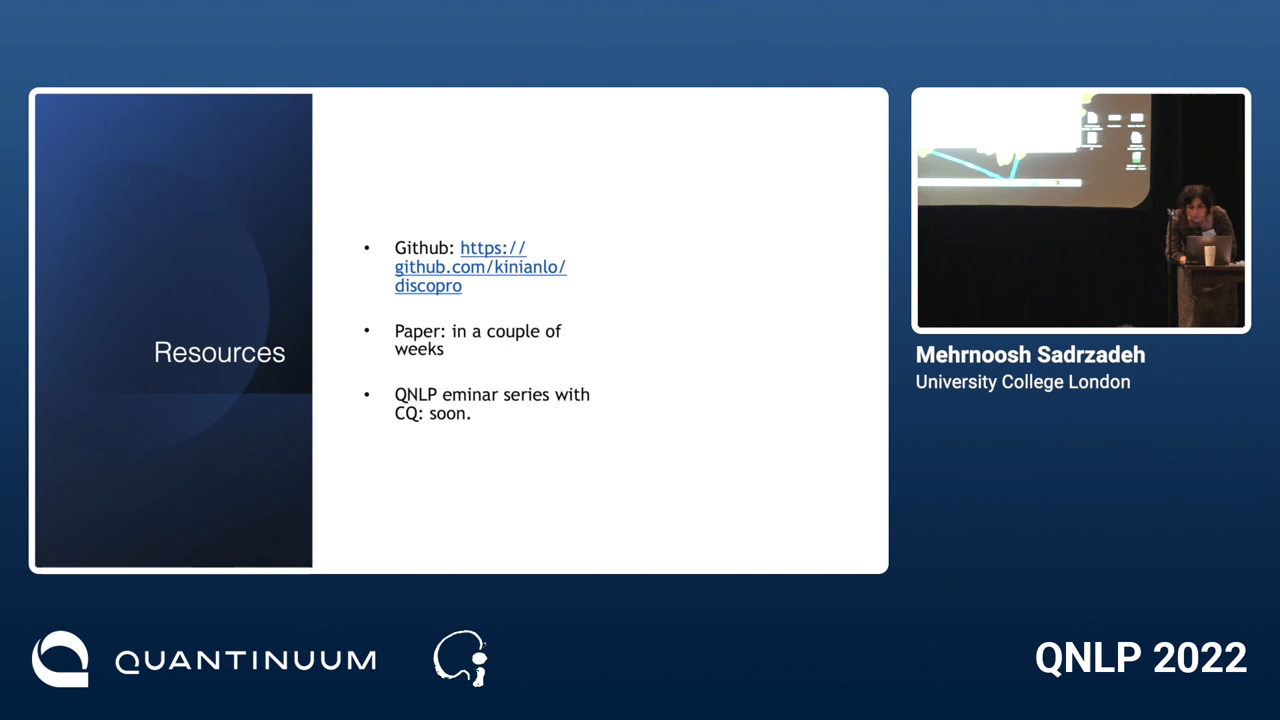 Resources
• Github: https://
github.com/kinianlo/
discopro
• Paper: in a couple of
weeks
• QNLP eminar series with
CQ: soon.
Mehrnoosh Sadrzadeh
University College London
QUANTINUUM
QNLP 2022